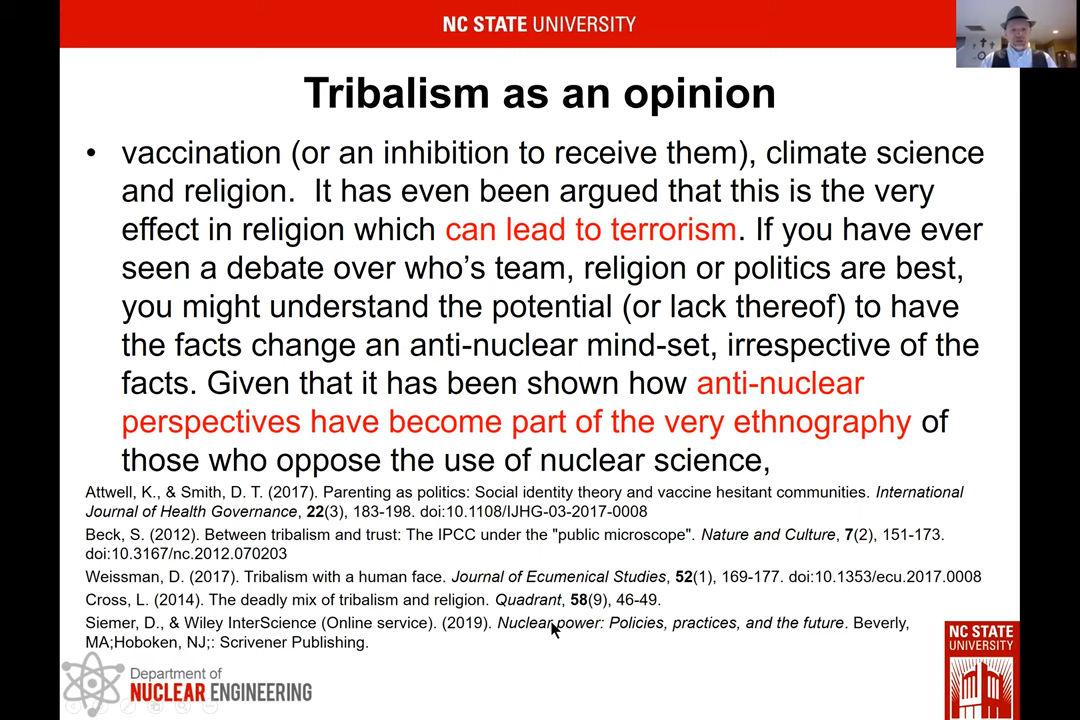 NC STATE UNIVERSITY
Tribalism as an opinion
• vaccination (or an inhibition to receive them), climate science
and religion.  It has even been argued that this is the very
effect in religion which can lead to terrorism. If you have ever
seen a debate over who's team, religion or politics are best,
you might understand the potential (or lack thereof) to have
the facts change an anti-nuclear mind-set, irrespective of the
facts. Given that it has been shown how anti-nuclear
perspectives have become part of the very ethnography of
those who oppose the use of nuclear science,
Attwell, K., & Smith, D. T. (2017). Parenting as politics: Social identity theory and vaccine hesitant communities. International
Journal of Health Governance, 22(3), 183-198. doi:10.1108/IJHG-03-2017-0008
Beck, S. (2012). Between tribalism and trust: The IPCC under the "public microscope". Nature and Culture, 7(2), 151-173.
doi:10.3167/nc.2012.070203
Weissman, D. (2017). Tribalism with a human face. Journal of Ecumenical Studies, 52(1), 169-177. doi:10.1353/ecu.2017.0008
Cross, L. (2014). The deadly mix of tribalism and religion. Quadrant, 58(9), 46-49.
Siemer, D., & Wiley InterScience (Online service). (2019). Nuclear power: Policies, practices, and the future. Beverly,
MA;Hoboken, NJ;: Scrivener Publishing.
Department of
NUCLEAR ENGINEERING
NC STATE
UNIVERSITY